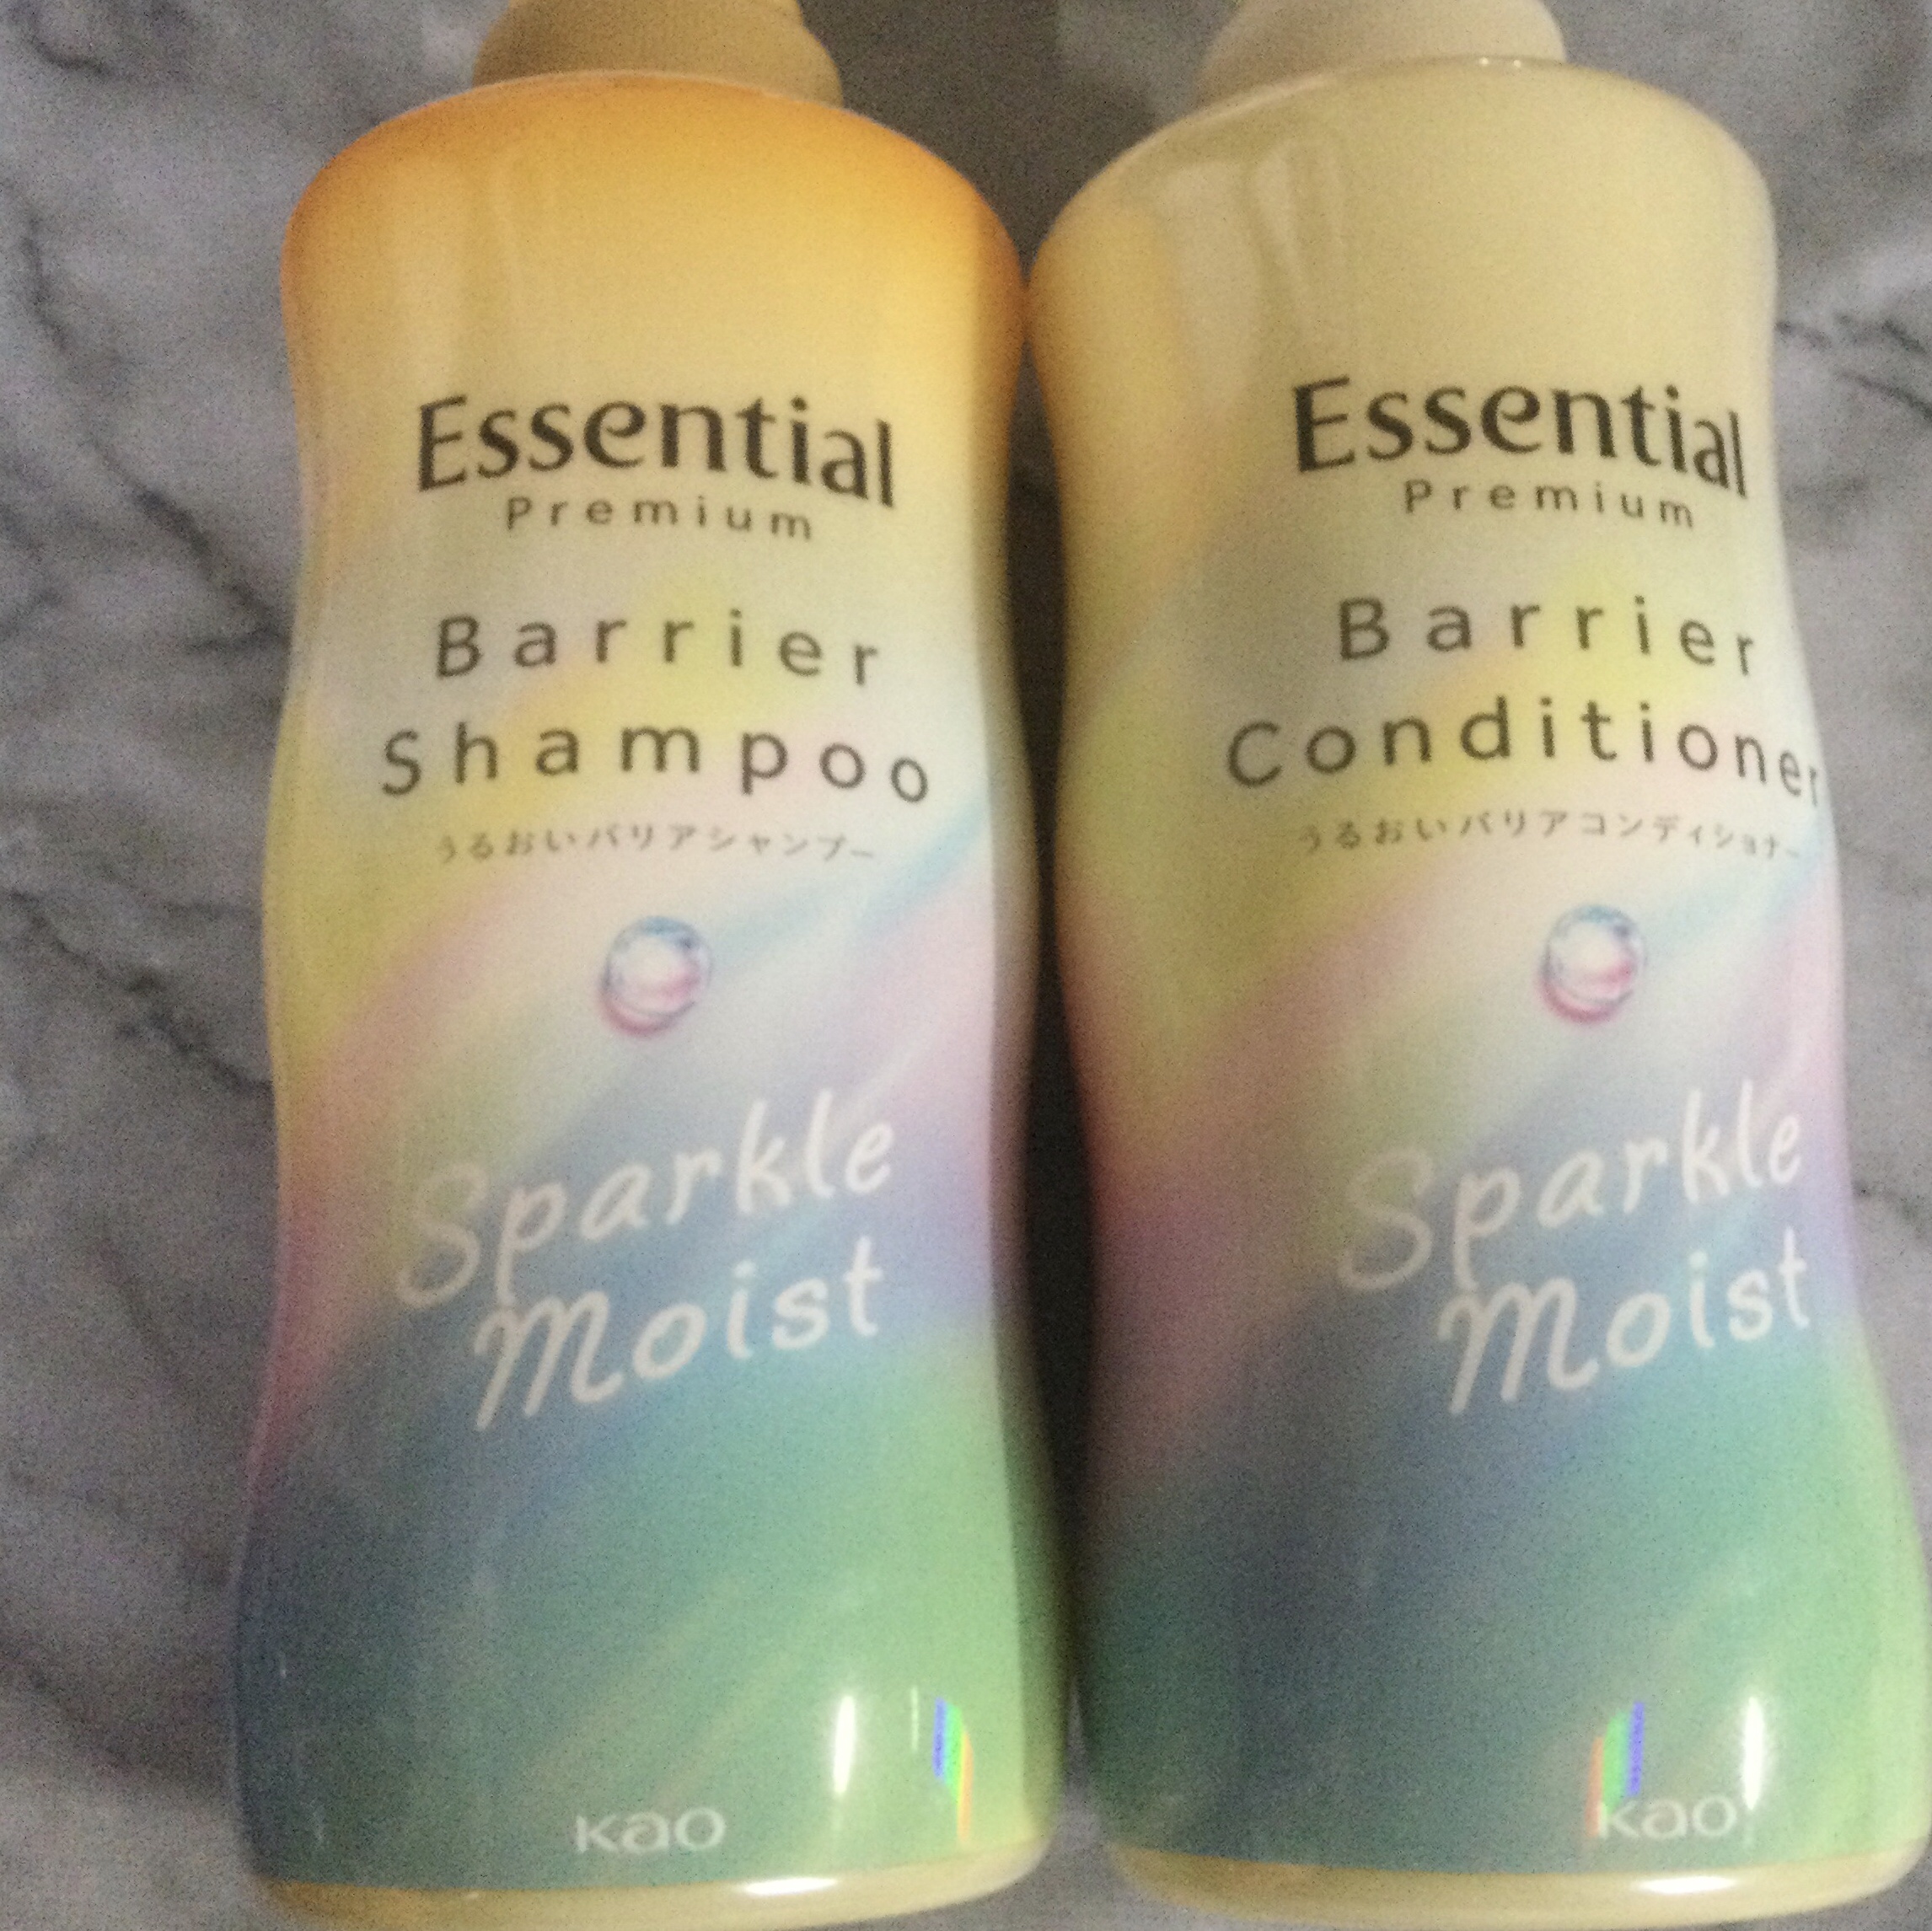 Essential
Premium
Barrier
Shampoo
うるおいバリアシャンプー
Sparkle
Moist
Kao
Essential
Premium
Barrier
Conditioner
うるおいバリアコンディショナー
Sparkle
Moist
Kao